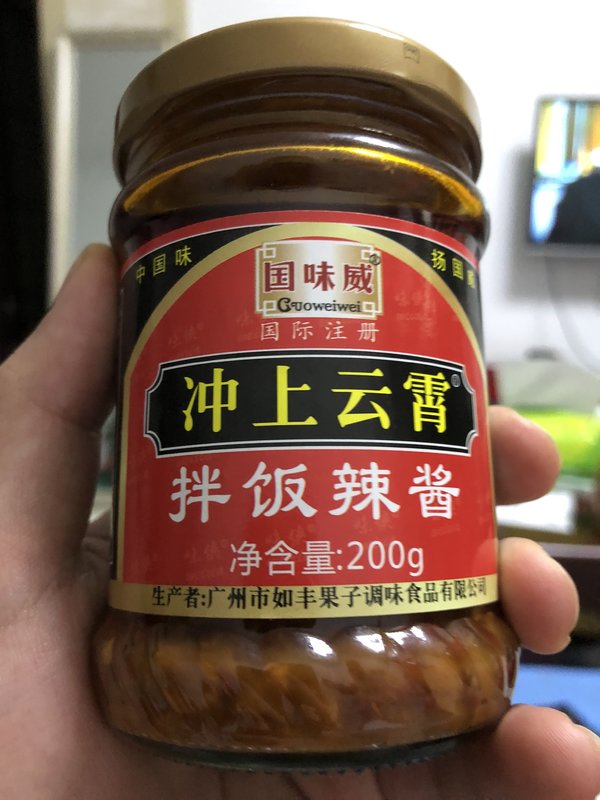 中国味
扬国威
国味威®
Guoweiwei
国际注册
冲上云霄®
拌饭辣酱
净含量:200g
生产者:广州市如丰果子调味食品有限公司